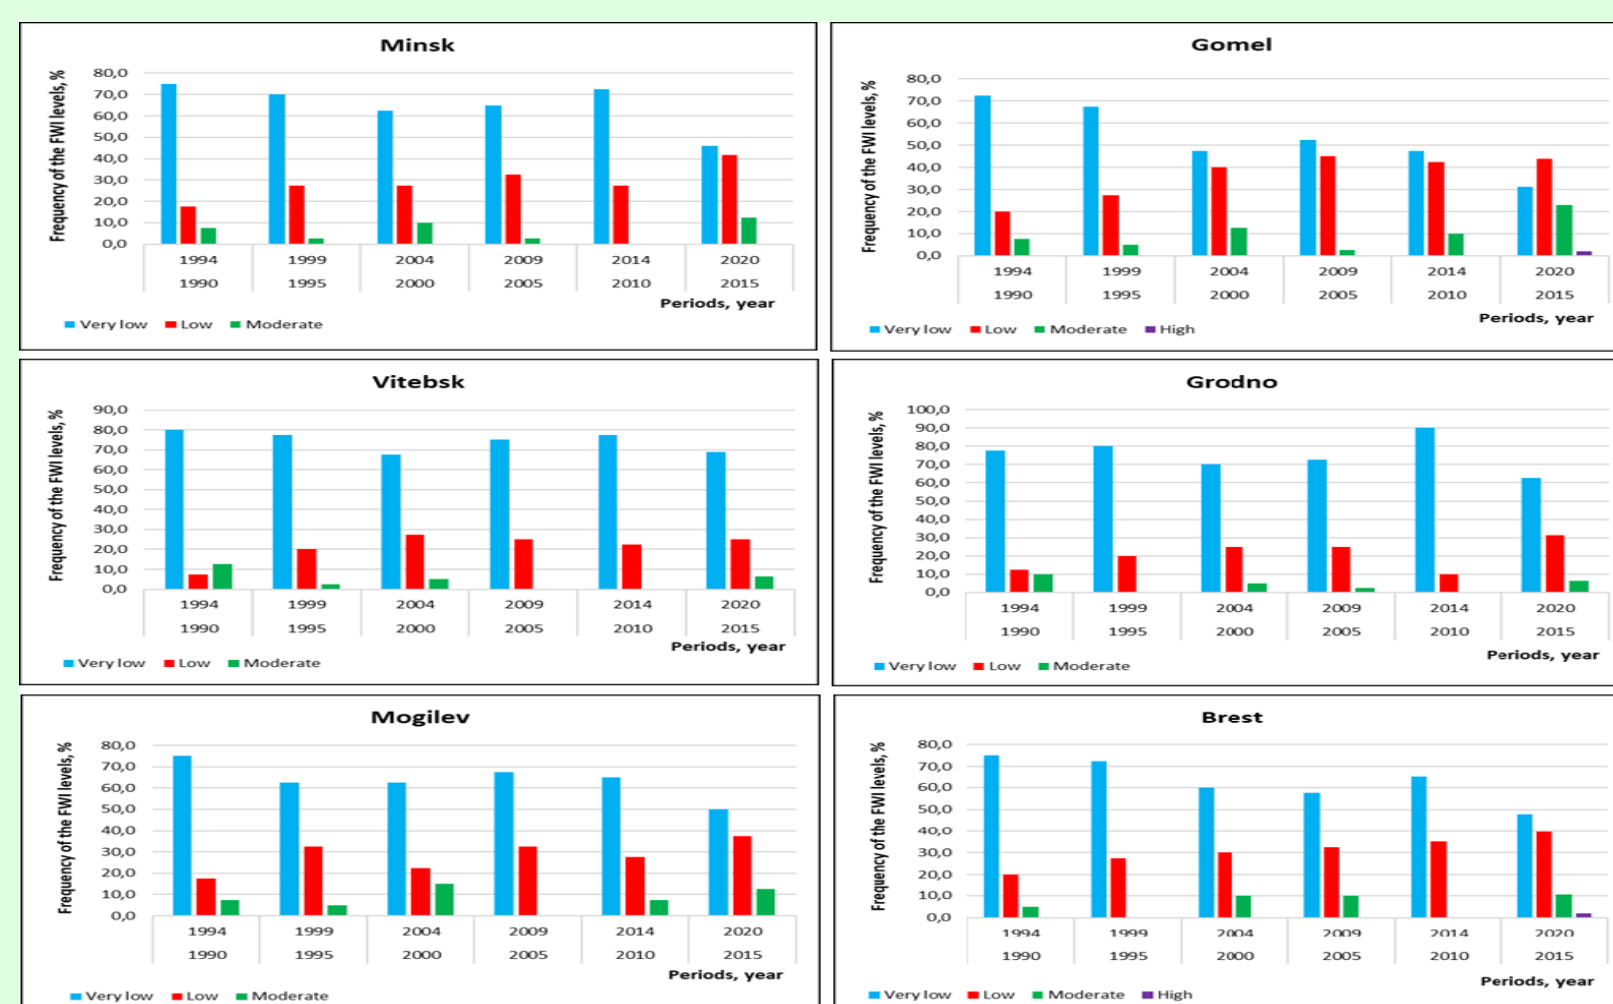 Minsk
Frequency of the FWI levels, %
80,0
70,0
60,0
50,0
40,0
30,0
20,0
10,0
0,0
1994 1999 2004 2009 2014 2020
1990 1995 2000 2005 2010 2015
Periods, year
Very low Low Moderate
Gomel
Frequency of the FWI levels, %
80,0
70,0
60,0
50,0
40,0
30,0
20,0
10,0
0,0
1994 1999 2004 2009 2014 2020
1990 1995 2000 2005 2010 2015
Periods, year
Very low Low Moderate High
Vitebsk
Frequency of the FWI levels, %
90,0
80,0
70,0
60,0
50,0
40,0
30,0
20,0
10,0
0,0
1994 1999 2004 2009 2014 2020
1990 1995 2000 2005 2010 2015
Periods, year
Very low Low Moderate
Grodno
Frequency of the FWI levels, %
100,0
90,0
80,0
70,0
60,0
50,0
40,0
30,0
20,0
10,0
0,0
1994 1999 2004 2009 2014 2020
1990 1995 2000 2005 2010 2015
Periods, year
Very low Low Moderate
Mogilev
Frequency of the FWI levels, %
80,0
70,0
60,0
50,0
40,0
30,0
20,0
10,0
0,0
1994 1999 2004 2009 2014 2020
1990 1995 2000 2005 2010 2015
Periods, year
Very low Low Moderate
Brest
Frequency of the FWI levels, %
80,0
70,0
60,0
50,0
40,0
30,0
20,0
10,0
0,0
1994 1999 2004 2009 2014 2020
1990 1995 2000 2005 2010 2015
Periods, year
Very low Low Moderate High